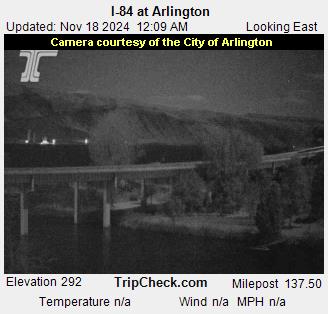 I-84 at Arlington
Updated: Nov 18 2024 12:09 AM Looking East
Camera courtesy of the City of Arlington
Elevation 292 TripCheck.com Milepost 137.50
Temperature n/a Wind n/a MPH n/a